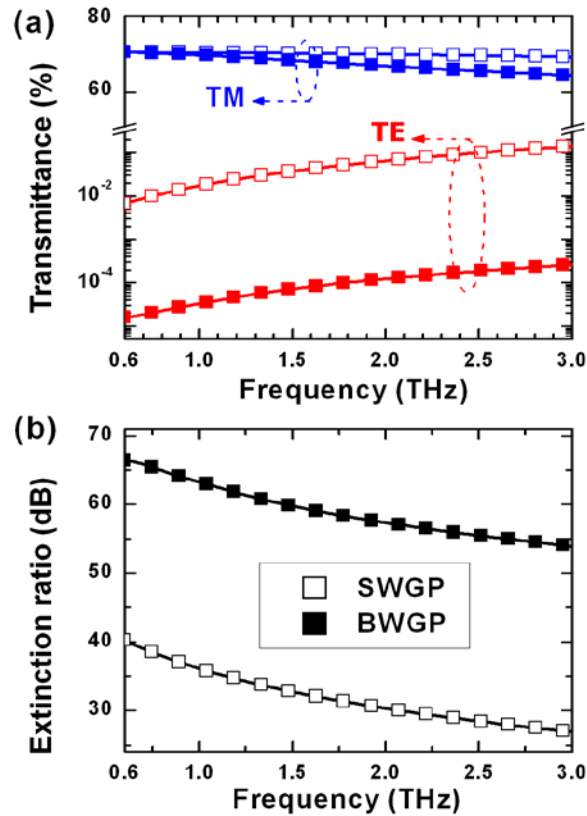 (a)
80
60
10⁻²
10⁻⁴
Transmittance (%)
TM
TE
0.6 1.0 1.5 2.0 2.5 3.0
Frequency (THz)
(b)
70
60
50
40
30
Extinction ratio (dB)
SWGP
BWGP
0.6 1.0 1.5 2.0 2.5 3.0
Frequency (THz)